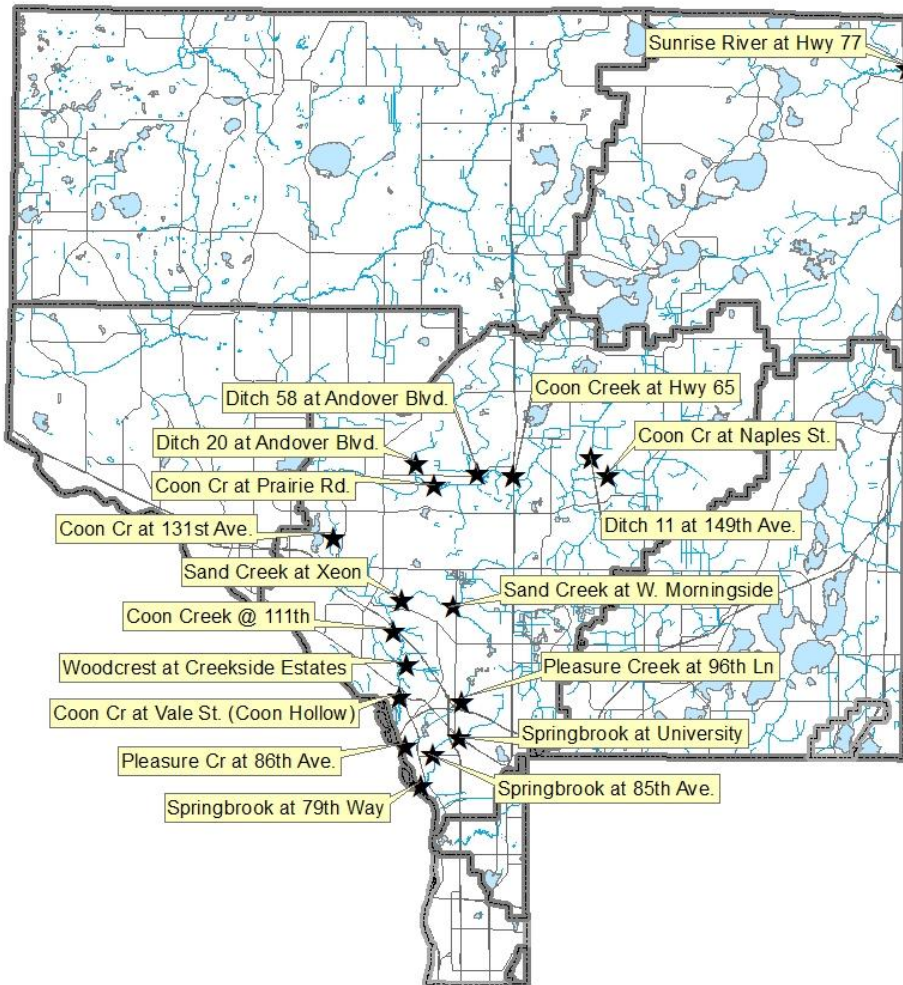 Sunrise River at Hwy 77
Ditch 58 at Andover Blvd.
Coon Creek at Hwy 65
Ditch 20 at Andover Blvd.
Coon Cr at Naples St.
Coon Cr at Prairie Rd.
Coon Cr at 131st Ave.
Ditch 11 at 149th Ave.
Sand Creek at Xeon
Sand Creek at W. Morningside
Coon Creek @ 111th
Woodcrest at Creekside Estates
Pleasure Creek at 96th Ln
Coon Cr at Vale St. (Coon Hollow)
Springbrook at University
Pleasure Cr at 86th Ave.
Springbrook at 85th Ave.
Springbrook at 79th Way